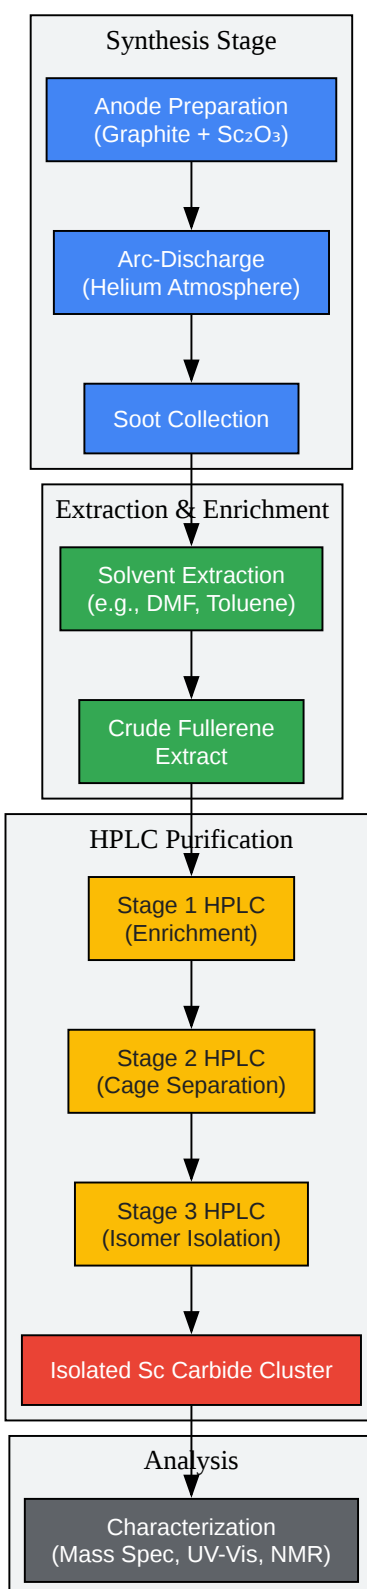 Synthesis Stage
Anode Preparation
(Graphite + Sc₂O₃)
Arc-Discharge
(Helium Atmosphere)
Soot Collection
Extraction & Enrichment
Solvent Extraction
(e.g., DMF, Toluene)
Crude Fullerene
Extract
HPLC Purification
Stage 1 HPLC
(Enrichment)
Stage 2 HPLC
(Cage Separation)
Stage 3 HPLC
(Isomer Isolation)
Isolated Sc Carbide Cluster
Analysis
Characterization
(Mass Spec, UV-Vis, NMR)